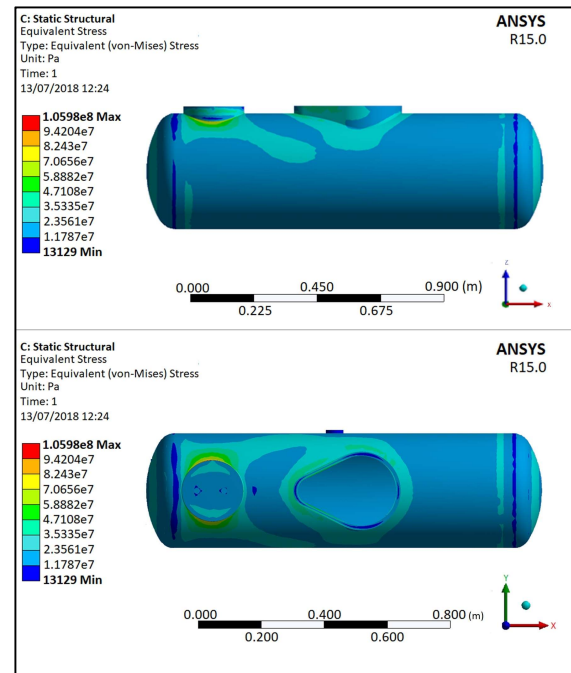 C: Static Structural
Equivalent Stress
Type: Equivalent (von-Mises) Stress
Unit: Pa
Time: 1
13/07/2018 12:24
ANSYS
R15.0
1.0598e8 Max
9.4204e7
8.243e7
7.0656e7
5.8882e7
4.7108e7
3.5335e7
2.3561e7
1.1787e7
13129 Min
0.000 0.450 0.900 (m)
0.225 0.675
Z
X
C: Static Structural
Equivalent Stress
Type: Equivalent (von-Mises) Stress
Unit: Pa
Time: 1
13/07/2018 12:24
ANSYS
R15.0
1.0598e8 Max
9.4204e7
8.243e7
7.0656e7
5.8882e7
4.7108e7
3.5335e7
2.3561e7
1.1787e7
13129 Min
0.000 0.400 0.800 (m)
0.200 0.600
Y
X